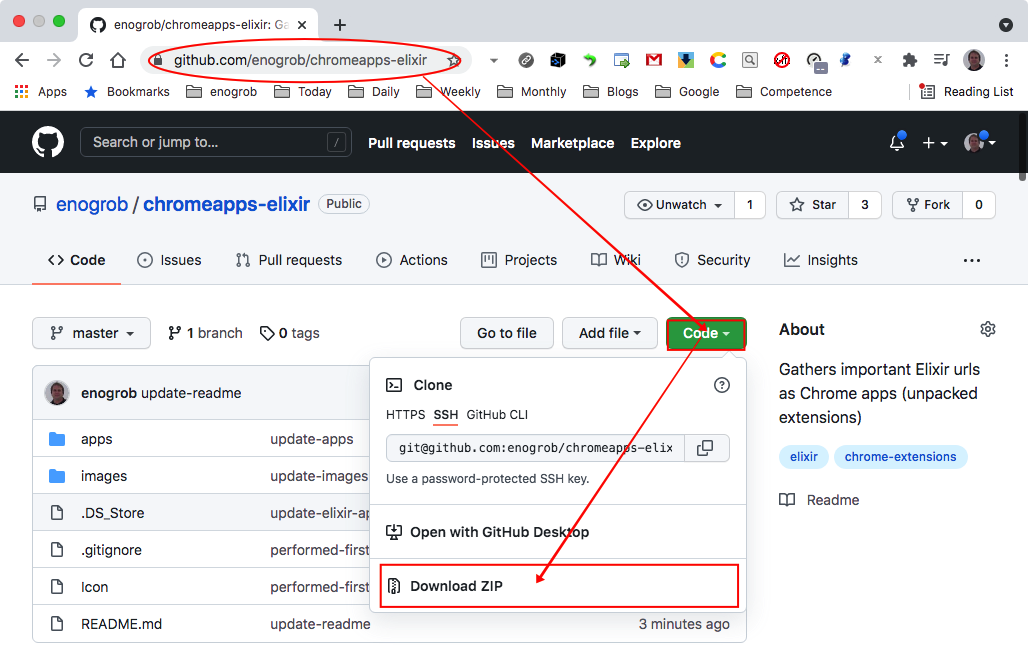 enogrob/chromeapps-elixir: Ga
github.com/enogrob/chromeapps-elixir
Apps Bookmarks enogrob Today Daily Weekly Monthly Blogs Google Competence Reading List
Search or jump to... / Pull requests Issues Marketplace Explore
enogrob / chromeapps-elixir Public Unwatch 1 Star 3 Fork 0
Code Issues Pull requests Actions Projects Wiki Security Insights
master 1 branch 0 tags Go to file Add file Code
About
Gathers important Elixir urls
as Chrome apps (unpacked
extensions)
elixir chrome-extensions
Readme
Clone
HTTPS SSH GitHub CLI
git@github.com:enogrob/chromeapps-elix
Use a password-protected SSH key.
Open with GitHub Desktop
Download ZIP
enogrob update-readme
apps update-apps
images update-images
.DS_Store update-elixir-ap
.gitignore performed-first
Icon performed-first
README.md update-readme 3 minutes ago